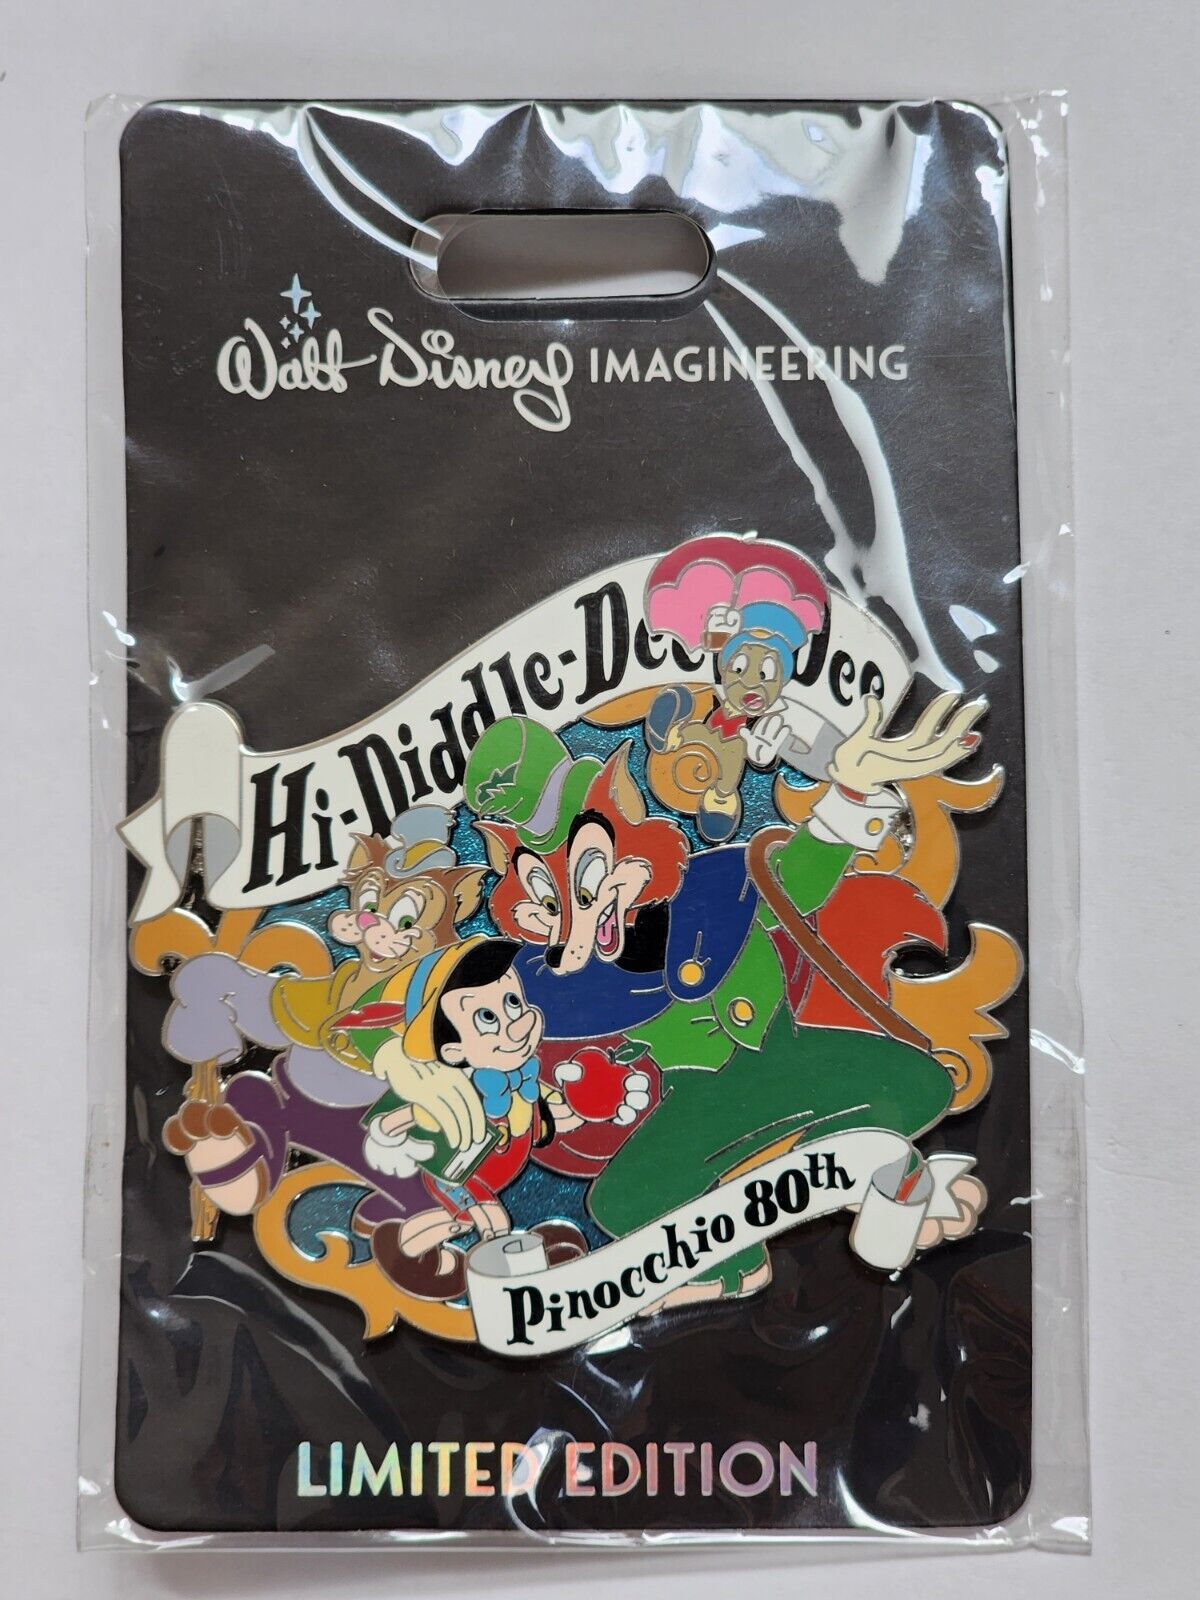 Walt Disney IMAGINEERING
Hi-Diddle-Dee-Dee
Pinocchio 80th
LIMITED EDITION